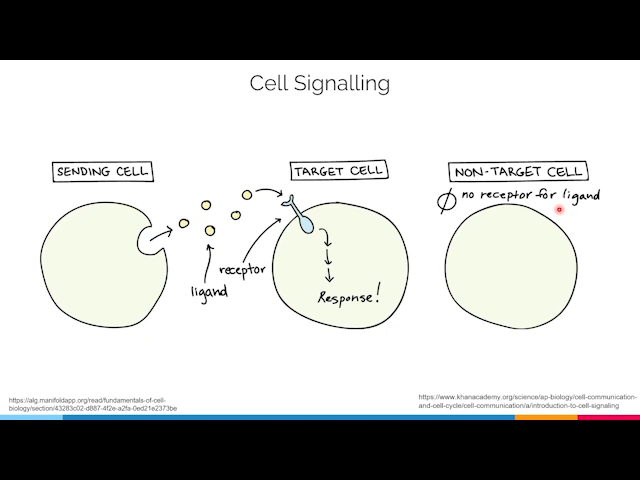 Cell Signalling
SENDING CELL
TARGET CELL
NON-TARGET CELL
no receptor for ligand
receptor
ligand
Response!
https://alg.manifoldapp.org/read/fundamentals-of-cell-
biology/section/43283c02-d887-4f2e-a2fa-0ed21e2373be
https://www.khanacademy.org/science/ap-biology/cell-communication-
and-cell-cycle/cell-communication/a/introduction-to-cell-signaling